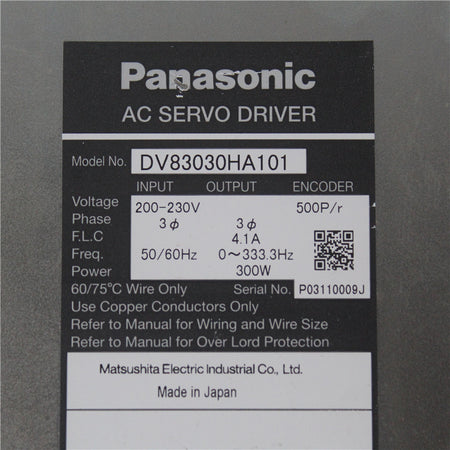 Panasonic
AC SERVO DRIVER
Model No. DV83030HA101
INPUT OUTPUT ENCODER
Voltage 200-230V 500P/r
Phase 3ϕ 3ϕ
F.L.C 4.1A
Freq. 50/60Hz 0~333.3Hz
Power 300W
60/75°C Wire Only Serial No. P03110009J
Use Copper Conductors Only
Refer to Manual for Wiring and Wire Size
Refer to Manual for Over Lord Protection
Matsushita Electric Industrial Co., Ltd.
Made in Japan